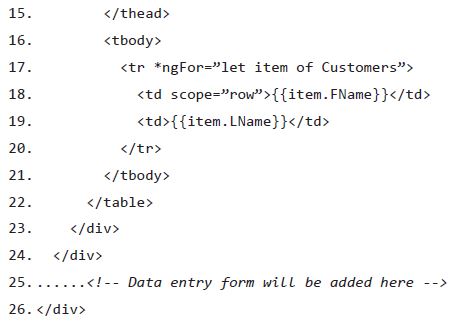 15.        </thead>
16.        <tbody>
17.          <tr *ngFor=”let item of Customers”>
18.            <td scope=”row”>{{item.FName}}</td>
19.            <td>{{item.LName}}</td>
20.          </tr>
21.        </tbody>
22.      </table>
23.    </div>
24.  </div>
25.......<!-- Data entry form will be added here -->
26.</div>